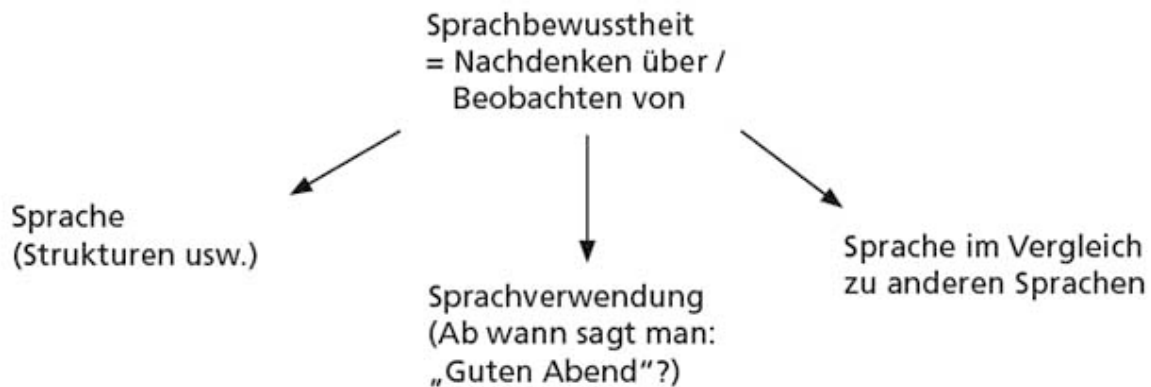 Sprachbewusstheit
= Nachdenken über /
Beobachten von
Sprache
(Strukturen usw.)
Sprachverwendung
(Ab wann sagt man:
„Guten Abend“?)
Sprache im Vergleich
zu anderen Sprachen